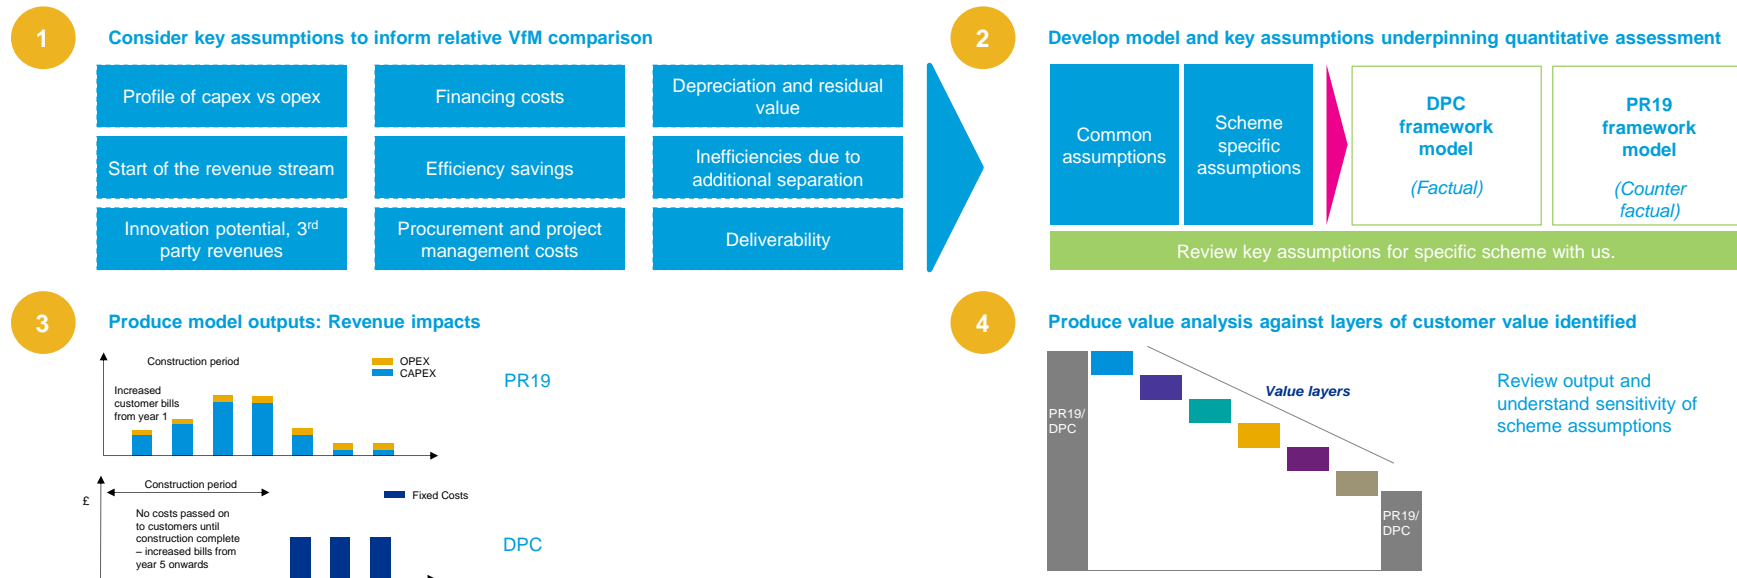 1
Consider key assumptions to inform relative VfM comparison
Profile of capex vs opex
Financing costs
Depreciation and residual
value
Start of the revenue stream
Efficiency savings
Inefficiencies due to
additional separation
Innovation potential, 3rd
party revenues
Procurement and project
management costs
Deliverability
2
Develop model and key assumptions underpinning quantitative assessment
Common
assumptions
Scheme
specific
assumptions
DPC
framework
model
(Factual)
PR19
framework
model
(Counter
factual)
Review key assumptions for specific scheme with us.
3
Produce model outputs: Revenue impacts
Construction period
OPEX
CAPEX
Increased
customer bills
from year 1
PR19
Construction period
£
Fixed Costs
No costs passed on
to customers until
construction complete
– increased bills from
year 5 onwards
DPC
4
Produce value analysis against layers of customer value identified
PR19/
DPC
Value layers
PR19/
DPC
Review output and
understand sensitivity of
scheme assumptions